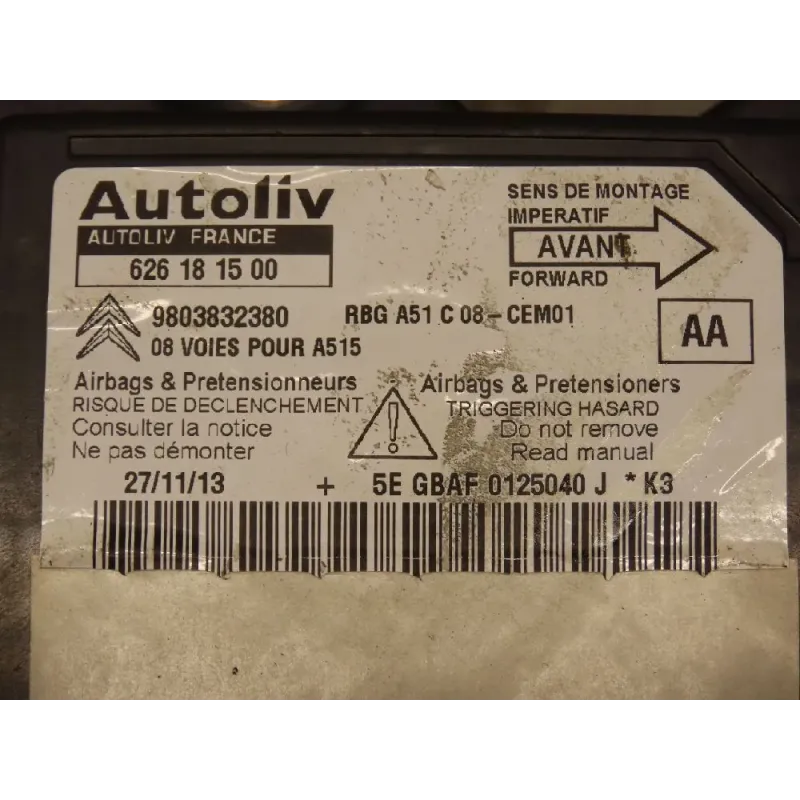 Autoliv
AUTOLIV FRANCE
626 18 15 00
SENS DE MONTAGE
IMPERATIF
AVANT
FORWARD
9803832380 RBG A51 C 08-CEM01
08 VOIES POUR A515
AA
Airbags & Pretensionneurs
RISQUE DE DECLENCHEMENT
Consulter la notice
Ne pas démonter
Airbags & Pretensioners
TRIGGERING HASARD
Do not remove
Read manual
27/11/13 + 5E GBAF 0125040 J * K3